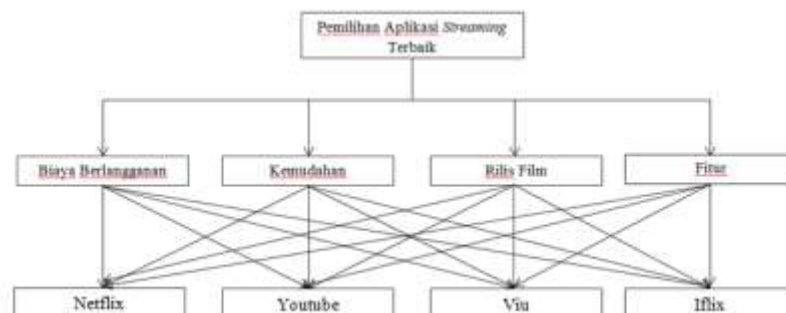 Pemilihan Aplikasi Streaming
Terbaik
Biaya Berlangganan
Kemudahan
Rilis Film
Fitur
Netflix
Youtube
Viu
Iflix